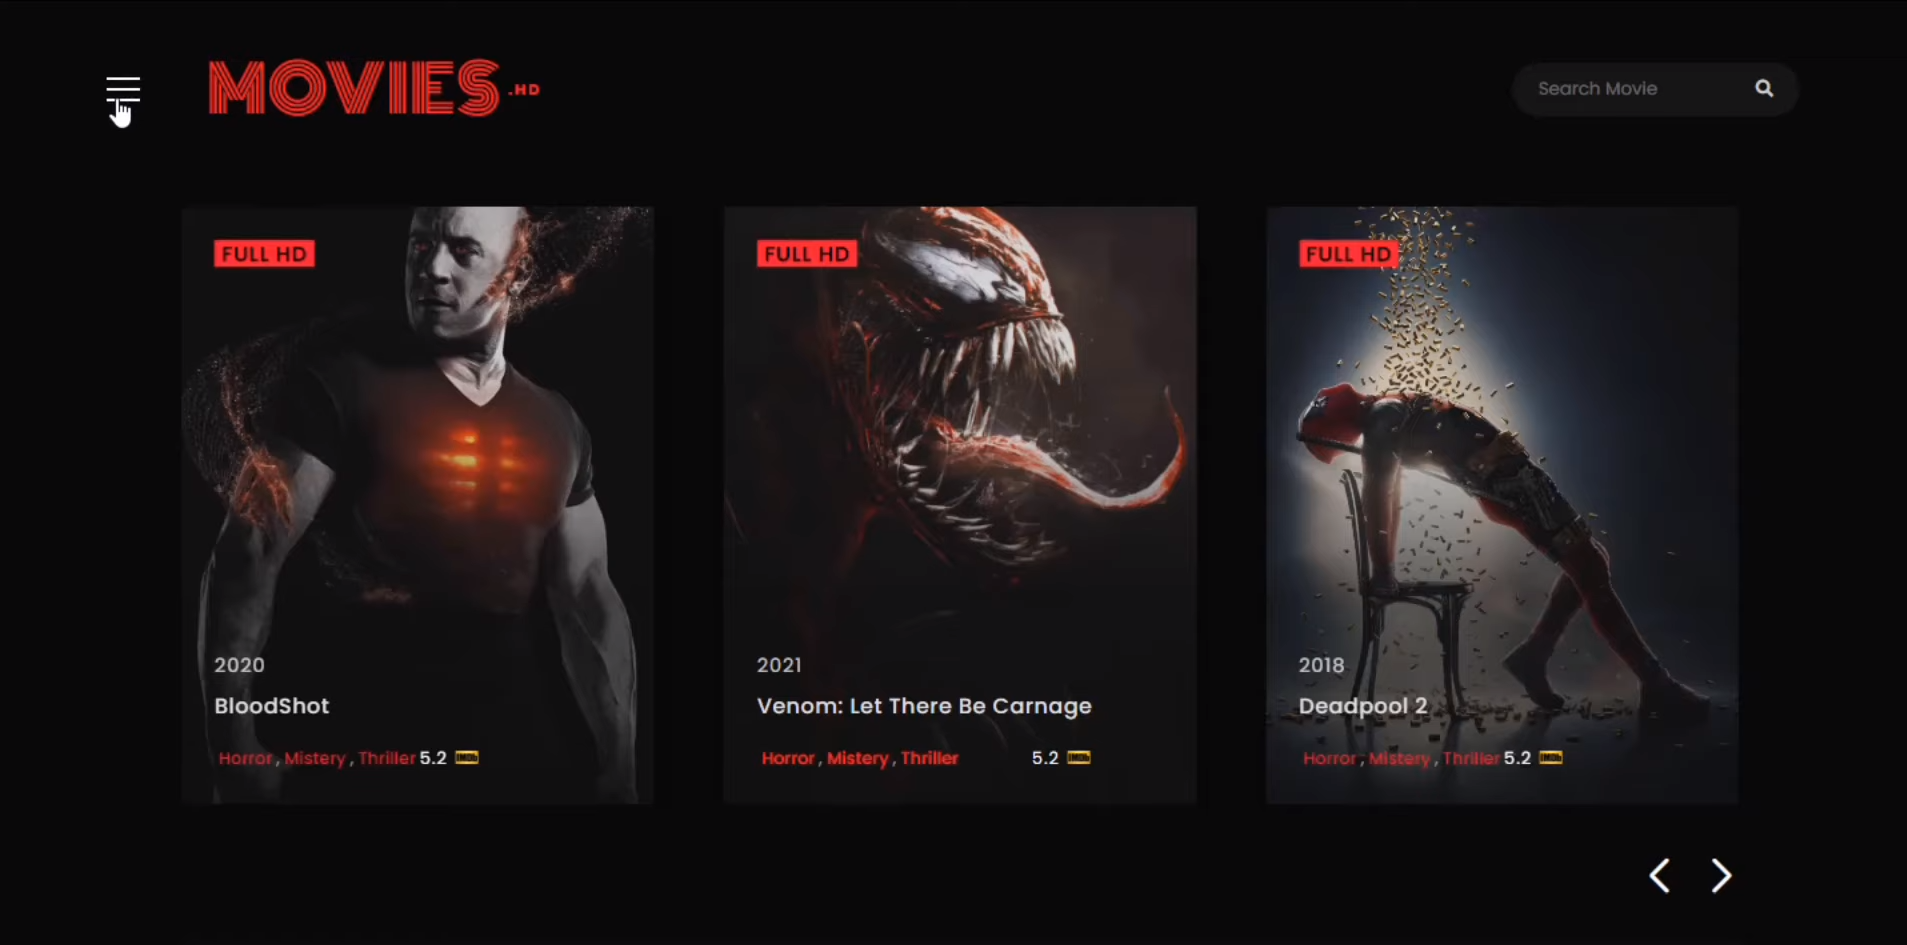 MOVIES.HD
Search Movie
FULL HD
2020
BloodShot
Horror , Mistery , Thriller 5.2 IMDb
FULL HD
2021
Venom: Let There Be Carnage
Horror , Mistery , Thriller 5.2 IMDb
FULL HD
2018
Deadpool 2
Horror , Mistery , Thriller 5.2 IMDb